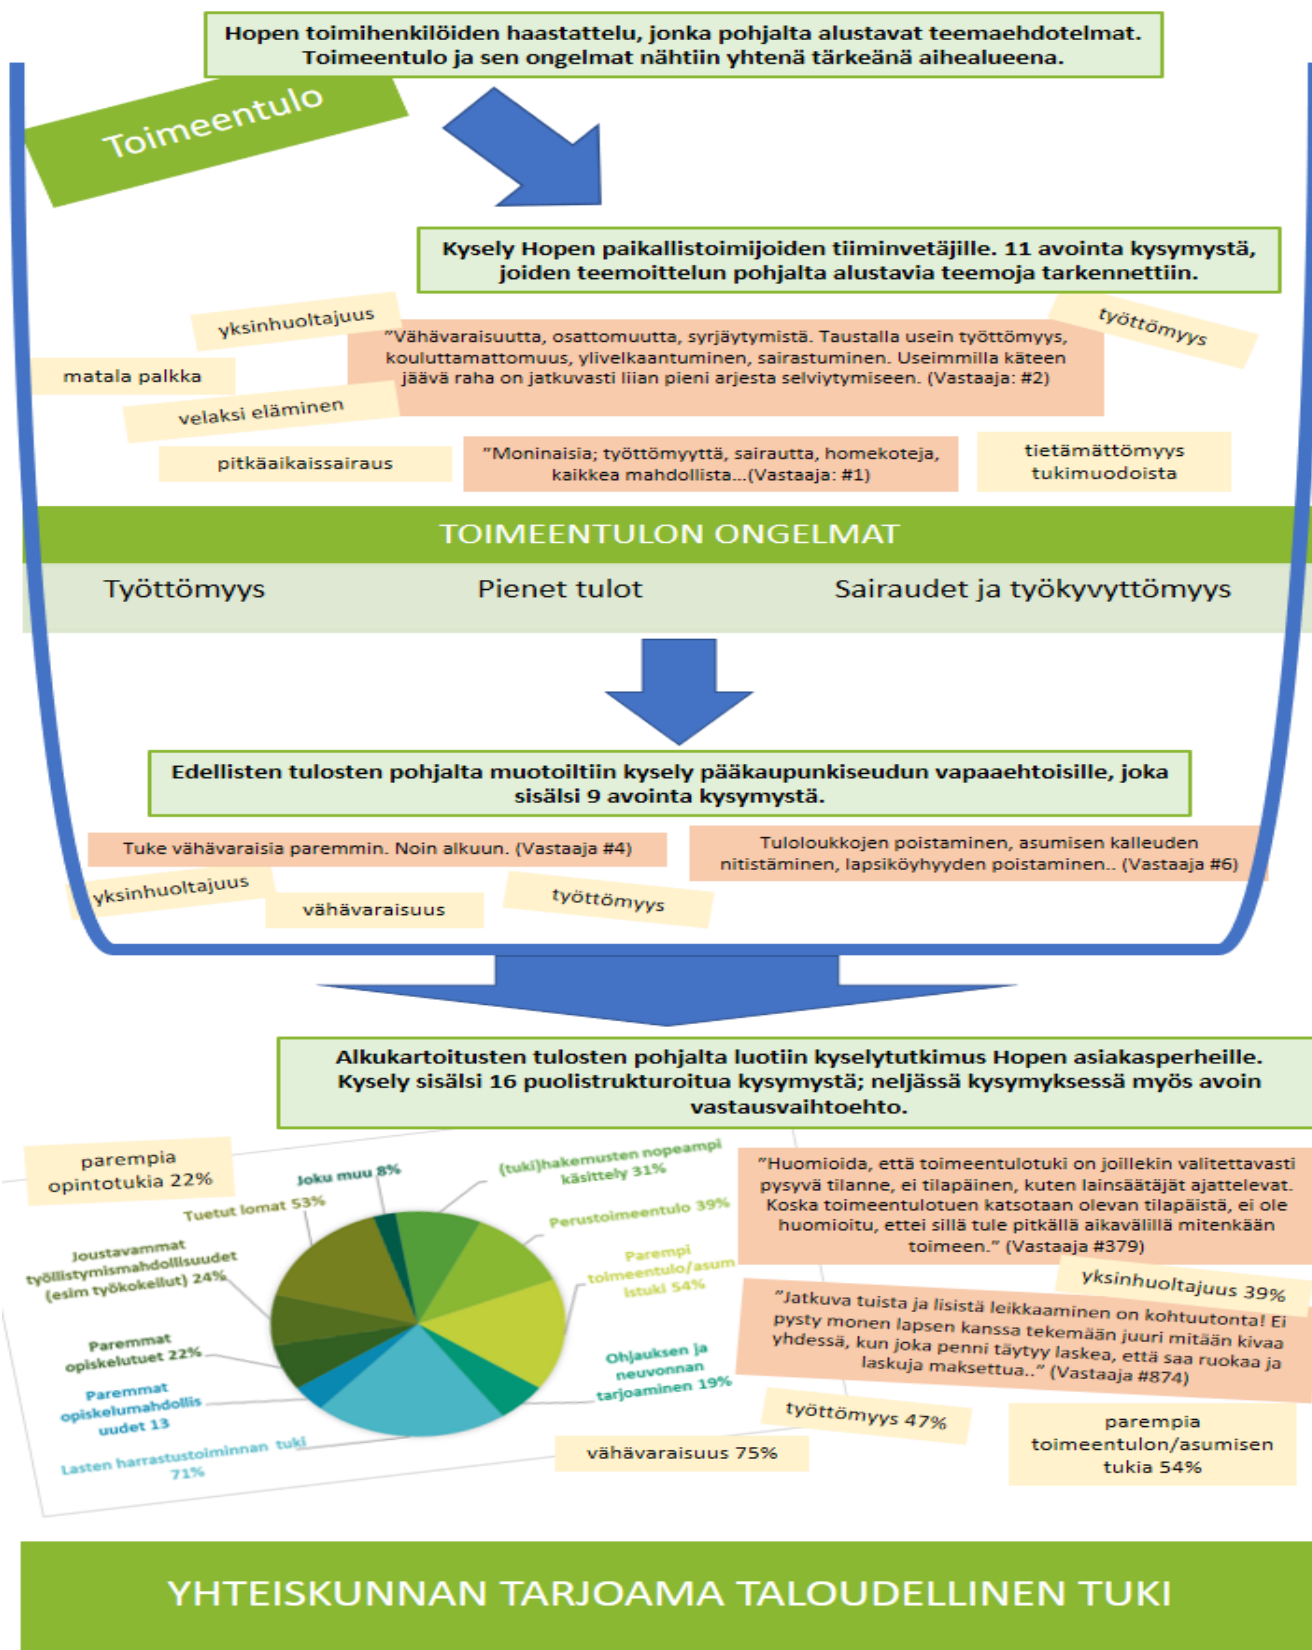 Hopen toimihenkilöiden haastattelu, jonka pohjalta alustavat teemaehdotelmat.
Toimeentulo ja sen ongelmat nähtiin yhtenä tärkeänä aihealueena.
Toimeentulo
Kysely Hopen paikallistoimijoiden tiiminvetäjille. 11 avointa kysymystä,
joiden teemoittelun pohjalta alustavia teemoja tarkennettiin.
yksinhuoltajuus
työttömyys
"Vähävaraisuutta, osattomuutta, syrjäytymistä. Taustalla usein työttömyys,
kouluttamattomuus, ylivelkaantuminen, sairastuminen. Useimmilla käteen
jäävä raha on jatkuvasti liian pieni arjesta selviytymiseen. (Vastaaja: #2)
matala palkka
velaksi eläminen
pitkäaikaissairaus
"Moninaisia; työttömyyttä, sairautta, homekoteja,
kaikkea mahdollista...(Vastaaja: #1)
tietämättömyys
tukimuodoista
TOIMEENTULON ONGELMAT
Työttömyys
Pienet tulot
Sairaudet ja työkyvyttömyys
Edellisten tulosten pohjalta muotoiltiin kysely pääkaupunkiseudun vapaaehtoisille, joka
sisälsi 9 avointa kysymystä.
Tuke vähävaraisia paremmin. Noin alkuun. (Vastaaja #4)
Tuloloukkojen poistaminen, asumisen kalleuden
nitistäminen, lapsiköyhyyden poistaminen.. (Vastaaja #6)
yksinhuoltajuus
vähävaraisuus
työttömyys
Alkukartoitusten tulosten pohjalta luotiin kyselytutkimus Hopen asiakasperheille.
Kysely sisälsi 16 puolistrukturoitua kysymystä; neljässä kysymyksessä myös avoin
vastausvaihtoehto.
parempia
opintotukia 22%
Joku muu 8%
(tuki)hakemusten nopeampi
käsittely 31%
Tuetut lomat 53%
Perustoimeentulo 39%
Joustavammat
työllistymismahdollisuudet
(esim työkokeilut) 24%
Parempi
toimeentulo/asum
istuki 54%
Paremmat
opiskelutuet 22%
Ohjauksen ja
neuvonnan
tarjoaminen 19%
Paremmat
opiskelumahdollis
uudet 13
Lasten harrastustoiminnan tuki
71%
"Huomioida, että toimeentulotuki on joillekin valitettavasti
pysyvä tilanne, ei tilapäinen, kuten lainsäätäjät ajattelevat.
Koska toimeentulotuen katsotaan olevan tilapäistä, ei ole
huomioitu, ettei sillä tule pitkällä aikavälillä mitenkään
toimeen." (Vastaaja #379)
yksinhuoltajuus 39%
"Jatkuva tuista ja lisistä leikkaaminen on kohtuutonta! Ei
pysty monen lapsen kanssa tekemään juuri mitään kivaa
yhdessä, kun joka penni täytyy laskea, että saa ruokaa ja
laskuja maksettua.." (Vastaaja #874)
työttömyys 47%
vähävaraisuus 75%
parempia
toimeentulon/asumisen
tukia 54%
YHTEISKUNNAN TARJOAMA TALOUDELLINEN TUKI